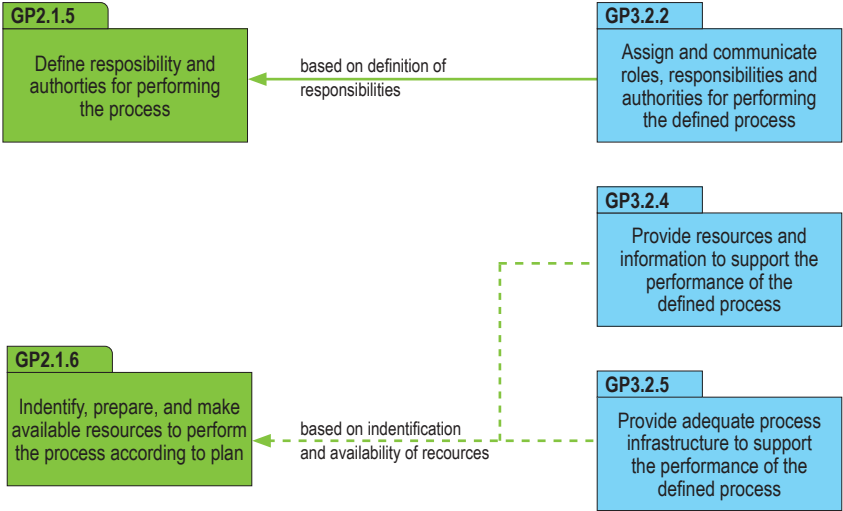 GP2.1.5
Define resposibility and
authorties for performing
the process
based on definition of
responsibilities
GP3.2.2
Assign and communicate
roles, responsibilities and
authorities for performing
the defined process
GP3.2.4
Provide resources and
information to support the
performance of the
defined process
GP2.1.6
Indentify, prepare, and make
available resources to perform
the process according to plan
based on indentification
and availability of recources
GP3.2.5
Provide adequate process
infrastructure to support
the performance of the
defined process